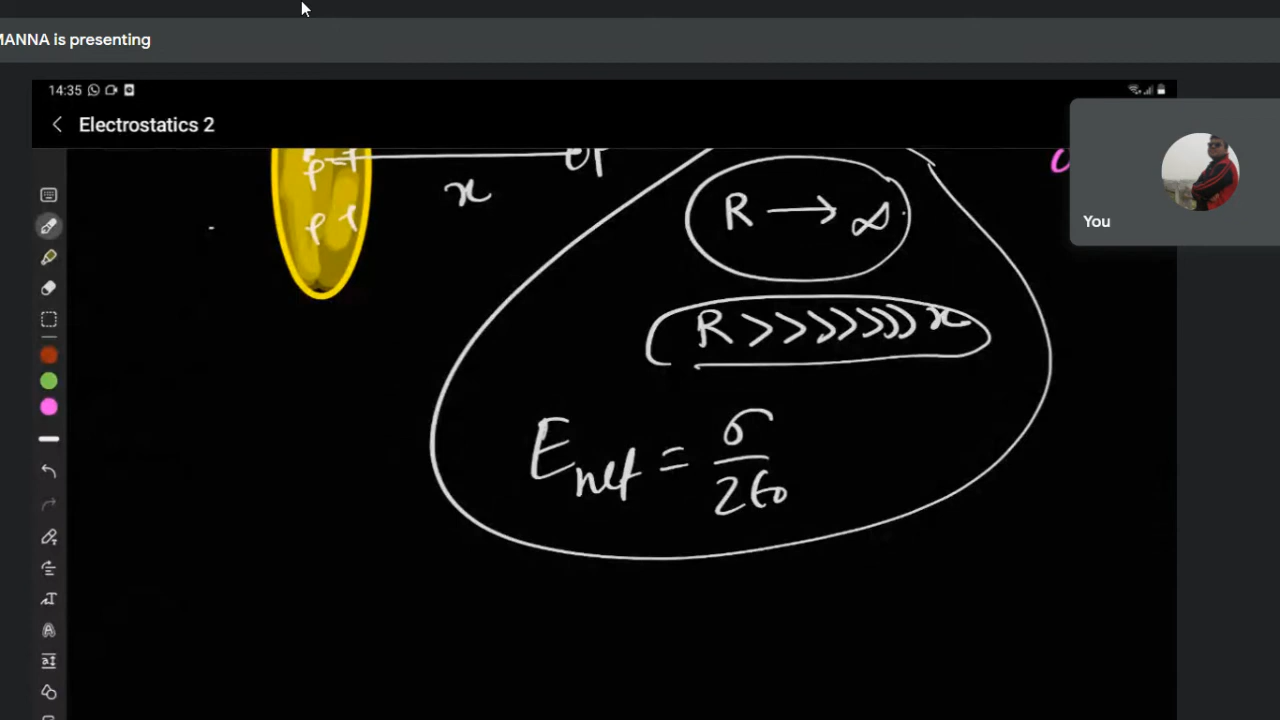 MANNA is presenting
14:35
Electrostatics 2
You
x
R → ∞
R >>>>>>>> x
E_net = σ/2ε₀